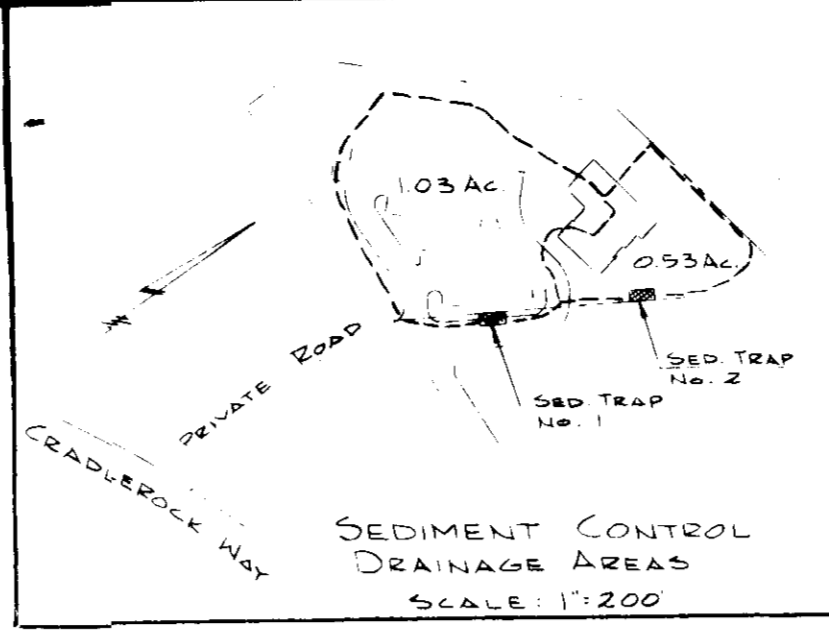 1.03 Ac.
0.53 Ac.
SED. TRAP
No. 2
SED. TRAP
No. 1
PRIVATE ROAD
CRADLEROCK WAY
SEDIMENT CONTROL
DRAINAGE AREAS
SCALE: 1"=200'